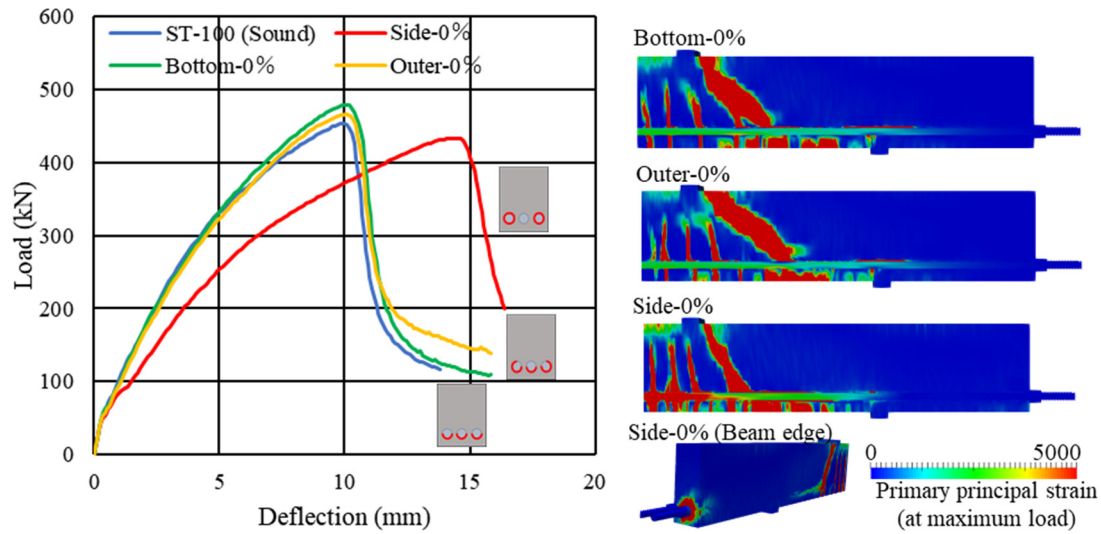 600
500
400
300
200
100
0
Load (kN)
ST-100 (Sound)
Side-0%
Bottom-0%
Outer-0%
0
5
10
15
20
Deflection (mm)
Bottom-0%
Outer-0%
Side-0%
Side-0% (Beam edge)
0
5000
Primary principal strain
(at maximum load)